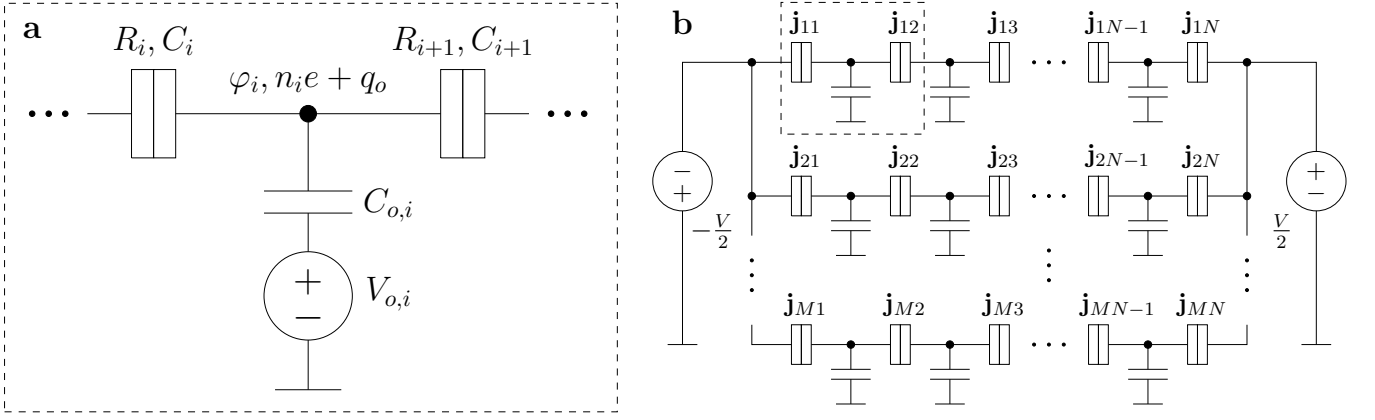 a
R_i, C_i
R_{i+1}, C_{i+1}
φ_i, n_ie + q_o
C_{o,i}
+
−
V_{o,i}
b
j_{11} j_{12} j_{13} ··· j_{1N−1} j_{1N}
− +
+ −
j_{21} j_{22} j_{23} ··· j_{2N−1} j_{2N}
−V/2
V/2
j_{M1} j_{M2} j_{M3} ··· j_{MN−1} j_{MN}